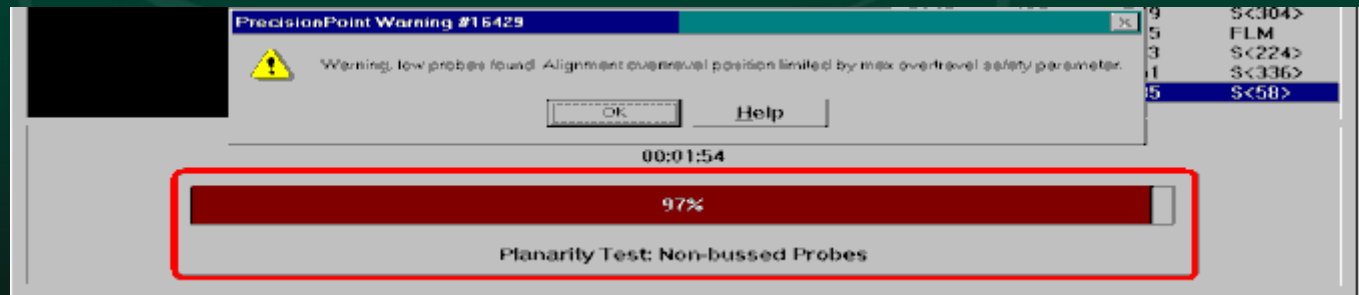 PrecisionPoint Warning #16429
Warning, low probes found. Alignment overtravel position limited by max overtravel safety parameter.
OK
Help
9 S<304>
5 FLM
3 S<224>
1 S<336>
5 S<58>
00:01:54
97%
Planarity Test: Non-bussed Probes